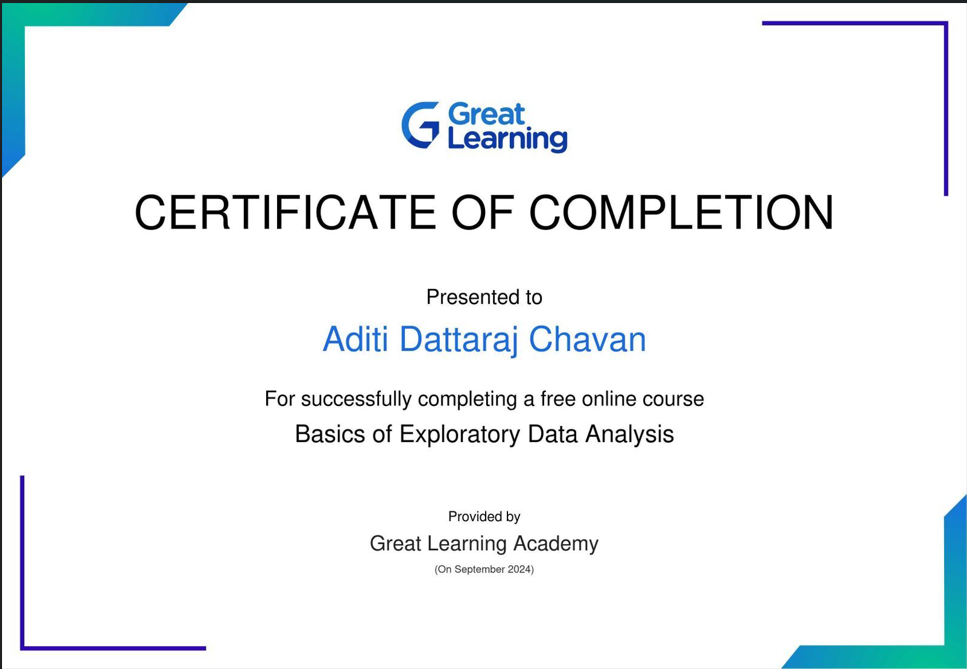 Great
Learning
CERTIFICATE OF COMPLETION
Presented to
Aditi Dattaraj Chavan
For successfully completing a free online course
Basics of Exploratory Data Analysis
Provided by
Great Learning Academy
(On September 2024)